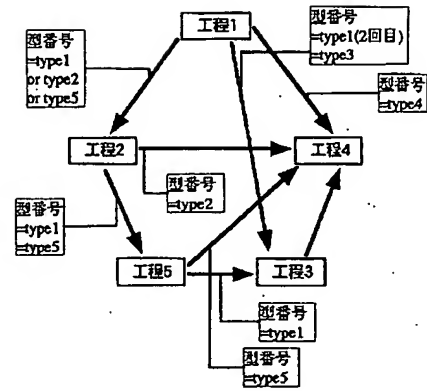 工程1
型番号
=type1
or type2
or type5
型番号
=type1(2回目)
=type3
型番号
=type4
工程2
工程4
型番号
=type2
型番号
=type1
=type5
工程5
工程3
型番号
=type1
型番号
=type5